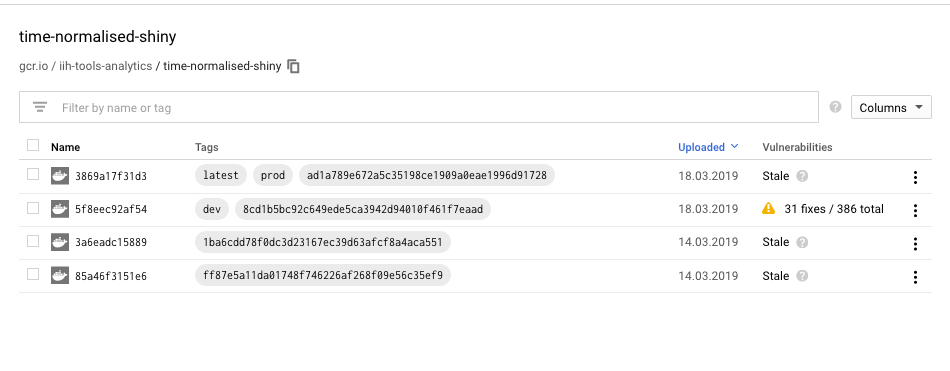 time-normalised-shiny
gcr.io / iih-tools-analytics / time-normalised-shiny
Filter by name or tag ? Columns
Name Tags Uploaded Vulnerabilities
3869a17f31d3 latest prod ad1a789e672a5c35198ce1909a0eae1996d91728 18.03.2019 Stale ?
5f8eec92af54 dev 8cd1b5bc92c649ede5ca3942d94010f461f7eaad 18.03.2019 31 fixes / 386 total
3a6eadc15889 1ba6cdd78f0dc3d23167ec39d63afcf8a4aca551 14.03.2019 Stale ?
85a46f3151e6 ff87e5a11da01748f746226af268f09e56c35ef9 14.03.2019 Stale ?